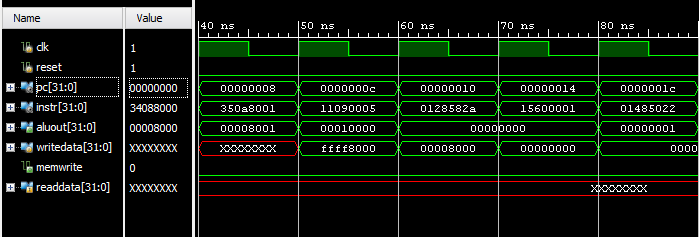 Name Value 40 ns 50 ns 60 ns 70 ns 80 ns
clk 1
reset 1
pc[31:0] 00000000 00000008 0000000c 00000010 00000014 0000001c
instr[31:0] 34088000 350a8001 11090005 0128582a 15600001 01485022
aluout[31:0] 00008000 00008001 00010000 00000000 00000001
writedata[31:0] XXXXXXXX XXXXXXXX ffff8000 00008000 00000000 0000
memwrite 0
readdata[31:0] XXXXXXXX XXXXXXXX